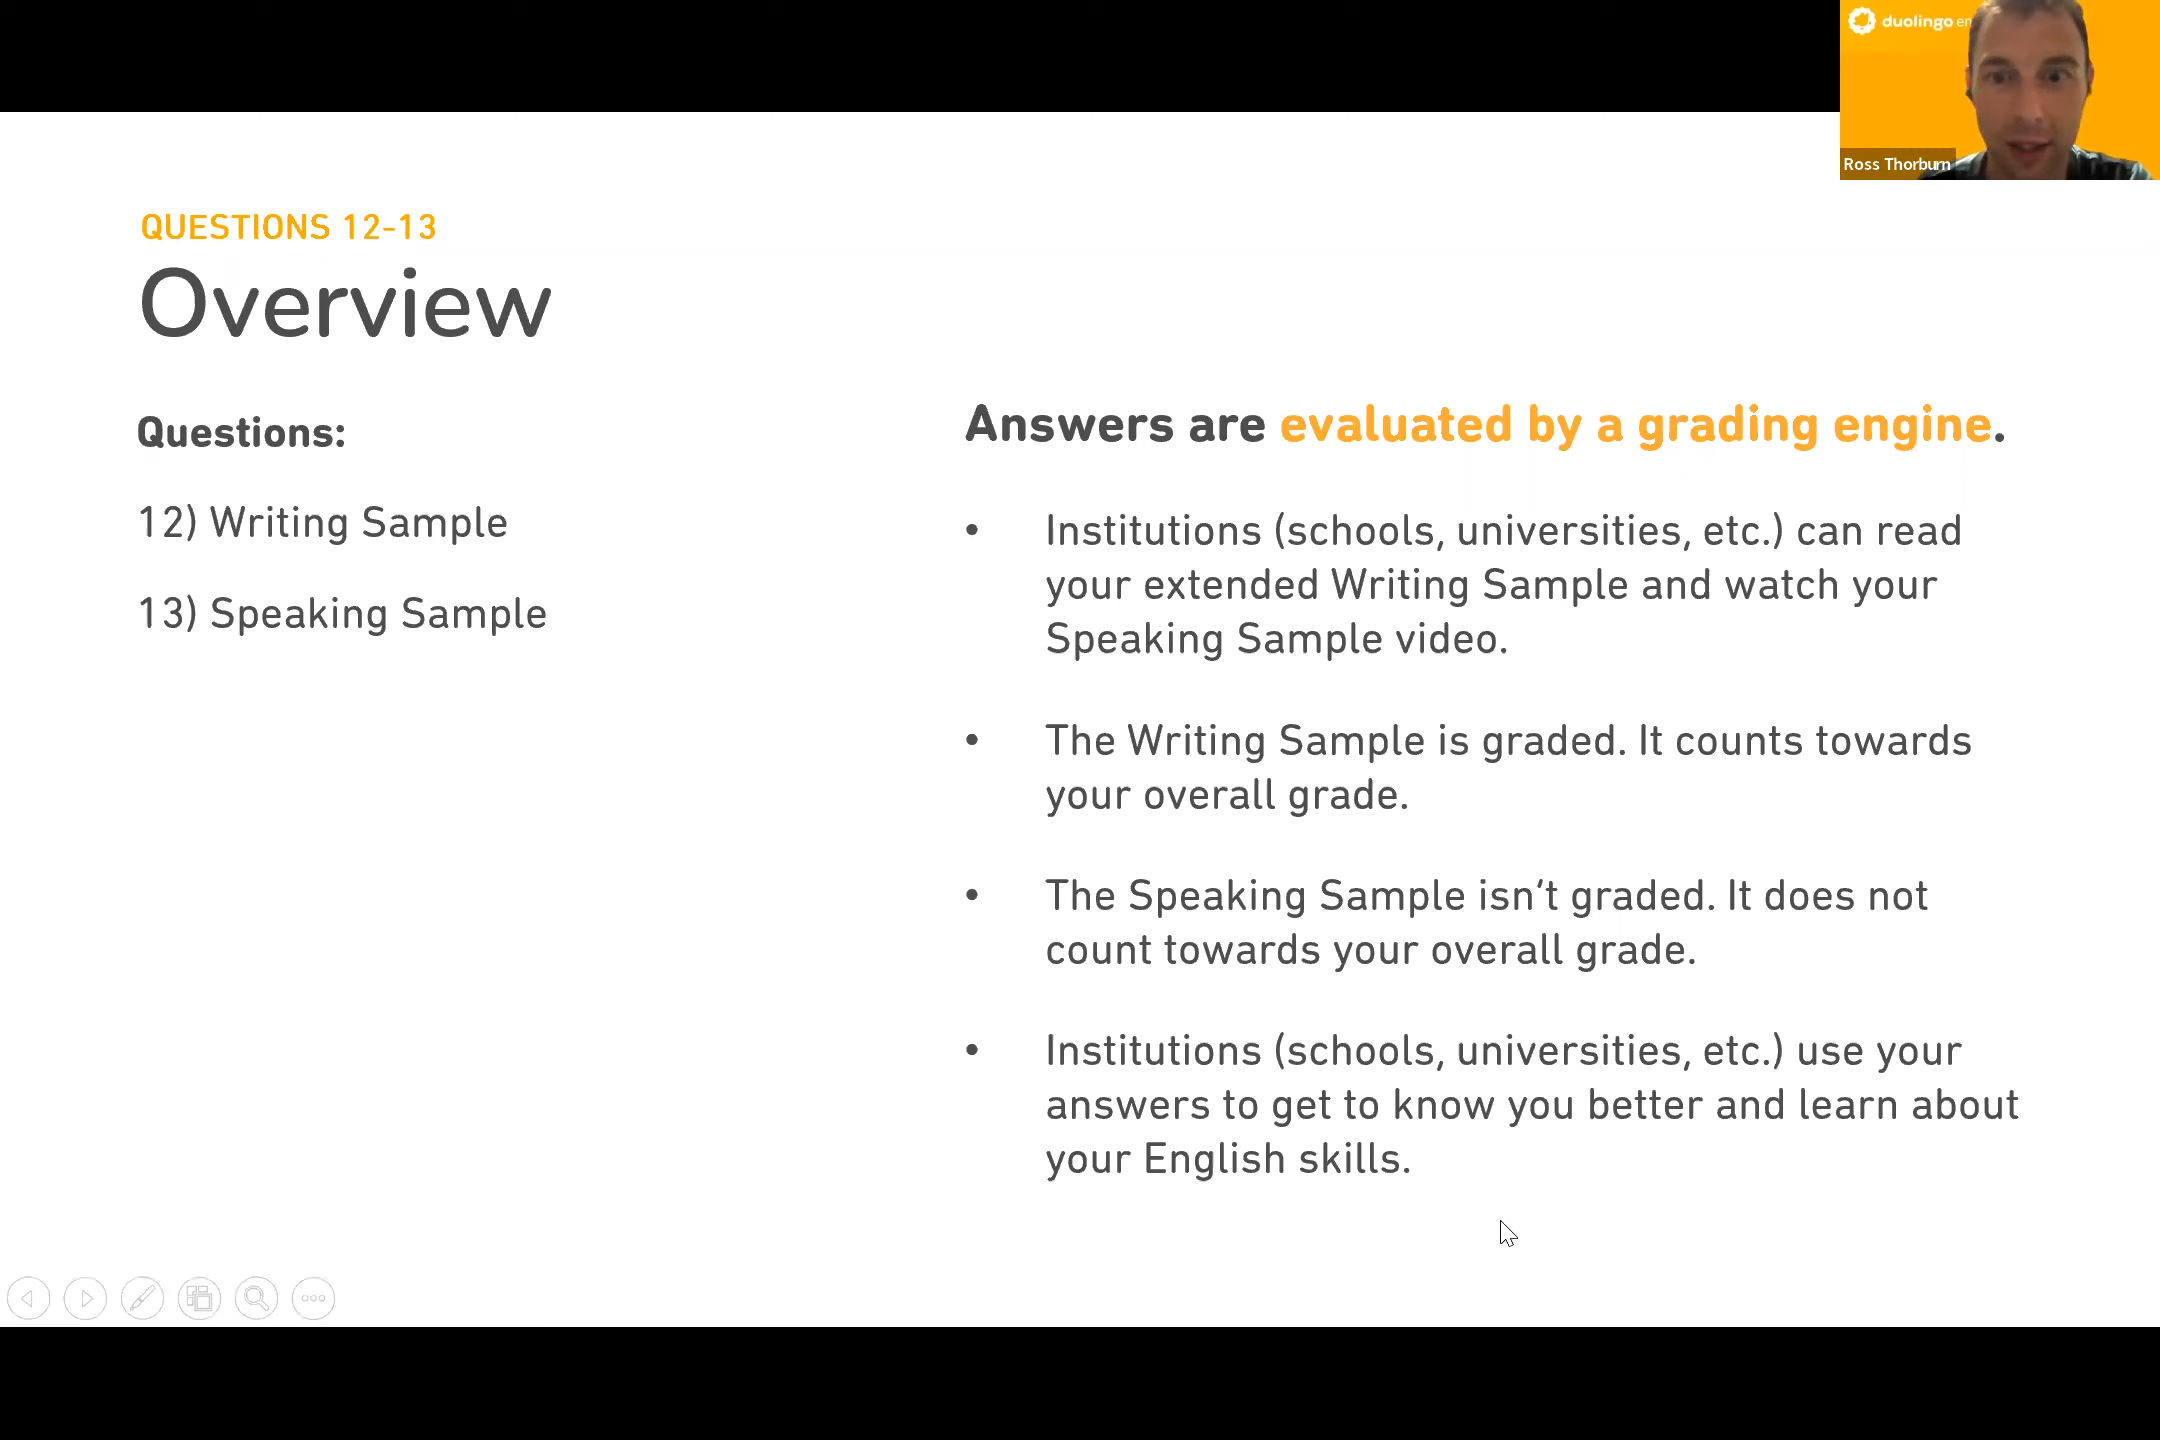 duolingo en
Ross Thorburn
QUESTIONS 12-13
Overview
Questions:
12) Writing Sample
13) Speaking Sample
Answers are evaluated by a grading engine.
• Institutions (schools, universities, etc.) can read
your extended Writing Sample and watch your
Speaking Sample video.
• The Writing Sample is graded. It counts towards
your overall grade.
• The Speaking Sample isn’t graded. It does not
count towards your overall grade.
• Institutions (schools, universities, etc.) use your
answers to get to know you better and learn about
your English skills.